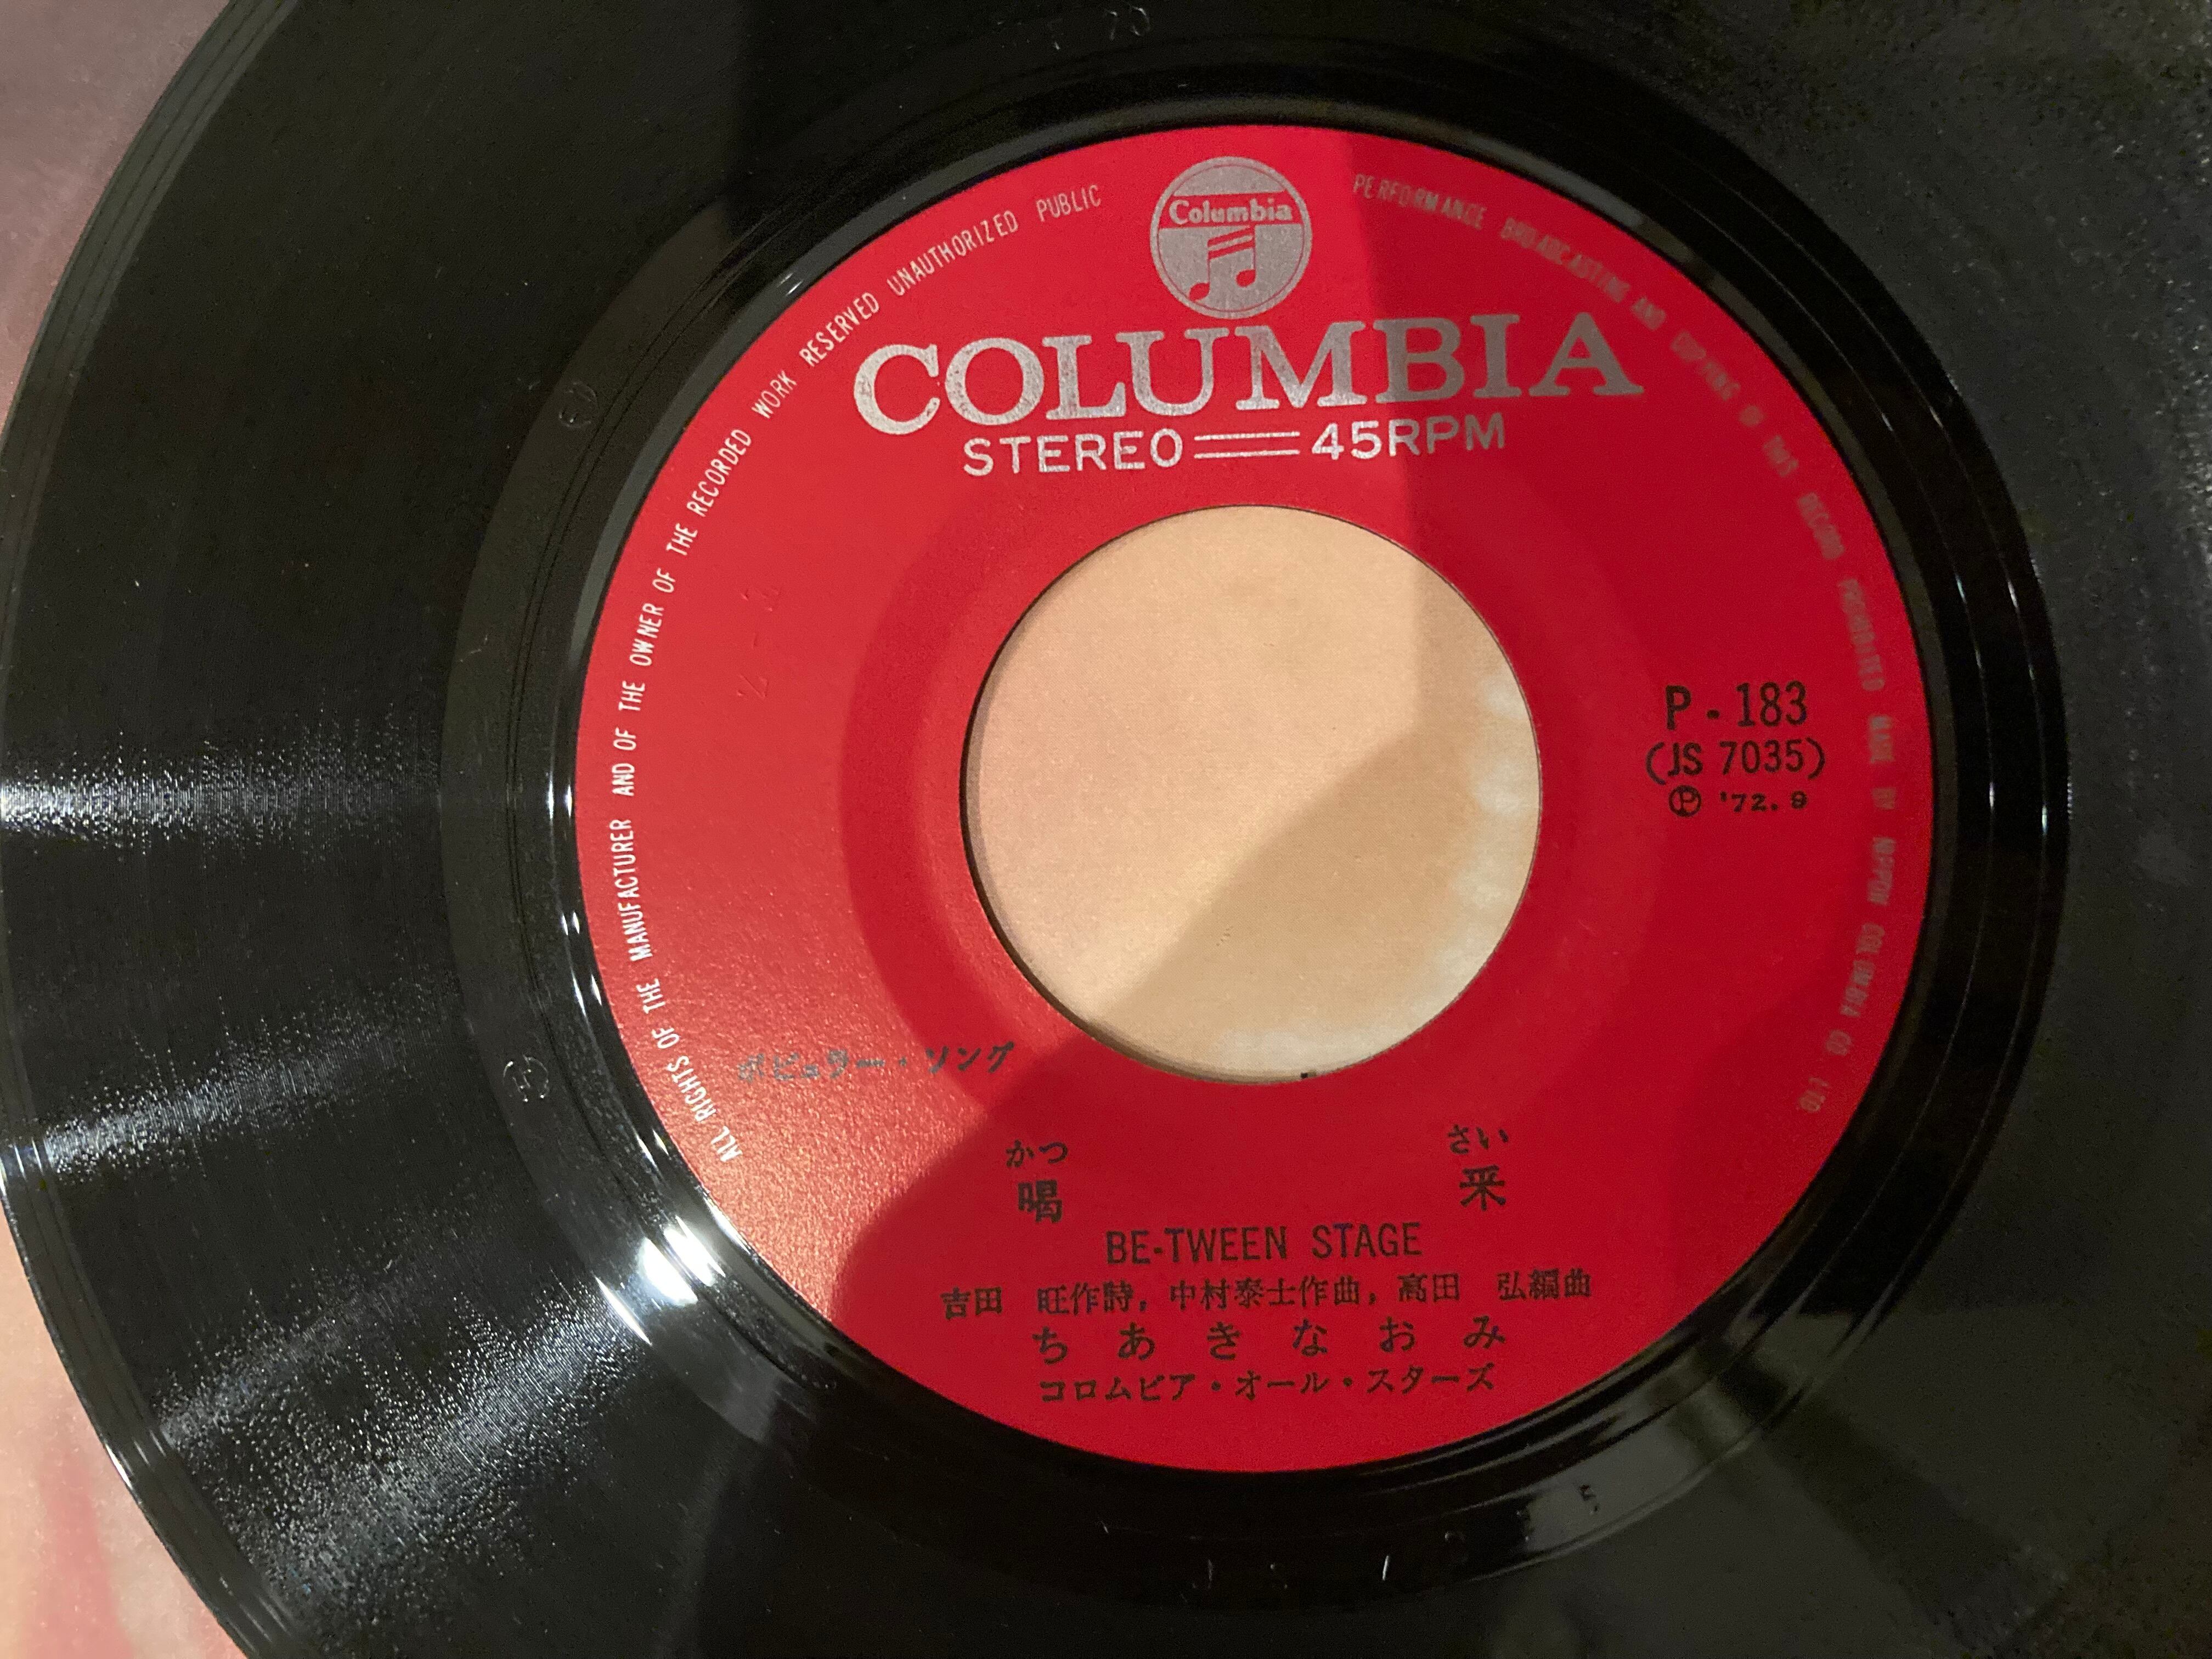 Columbia
COLUMBIA
STEREO 45RPM
ALL RIGHTS OF THE MANUFACTURER AND OF THE OWNER OF THE RECORDED WORK RESERVED UNAUTHORIZED PUBLIC PERFORMANCE BROADCASTING AND COPYING OF THIS RECORD PROHIBITED MADE BY NIPPON COLUMBIA CO. LTD.
P-183
(JS 7035)
Ⓟ '72.9
ポピュラー・ソング
かつ さい
喝 采
BE-TWEEN STAGE
吉田 旺作詩, 中村泰士作曲, 高田 弘編曲
ちあきなおみ
コロムビア・オール・スターズ